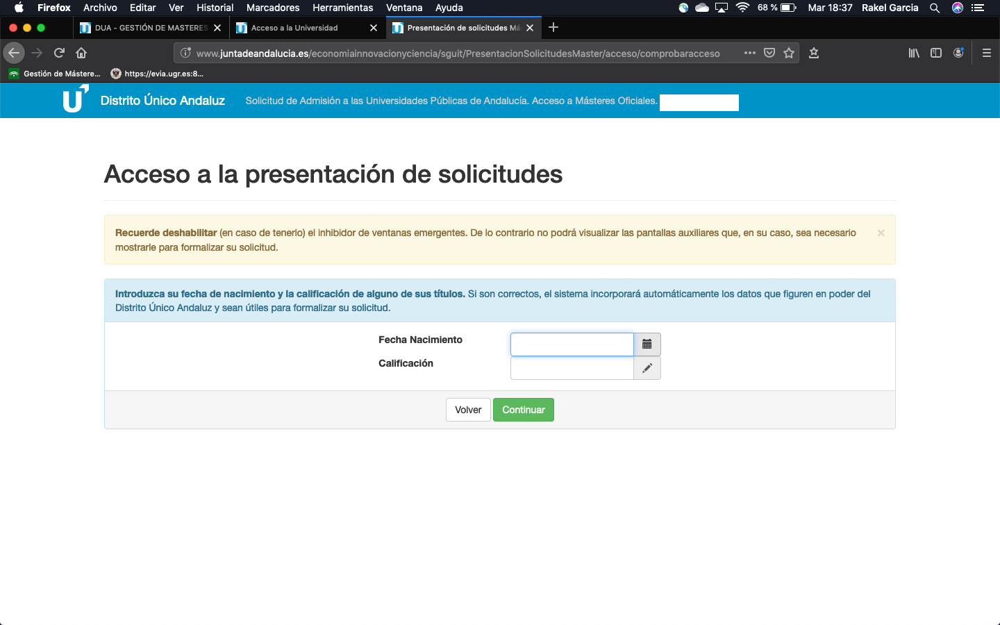 Firefox Archivo Editar Ver Historial Marcadores Herramientas Ventana Ayuda 68 % Mar 18:37 Rakel Garcia
DUA - GESTIÓN DE MASTERES Acceso a la Universidad Presentación de solicitudes Má
www.juntadeandalucia.es/economiainnovacionyciencia/sguit/PresentacionSolicitudesMaster/acceso/comprobaracceso
Gestión de Mástere... https://evia.ugr.es:8...
U Distrito Único Andaluz Solicitud de Admisión a las Universidades Públicas de Andalucía. Acceso a Másteres Oficiales.
Acceso a la presentación de solicitudes
Recuerde deshabilitar (en caso de tenerlo) el inhibidor de ventanas emergentes. De lo contrario no podrá visualizar las pantallas auxiliares que, en su caso, sea necesario ×
mostrarle para formalizar su solicitud.
Introduzca su fecha de nacimiento y la calificación de alguno de sus títulos. Si son correctos, el sistema incorporará automáticamente los datos que figuren en poder del
Distrito Único Andaluz y sean útiles para formalizar su solicitud.
Fecha Nacimiento
Calificación
Volver Continuar